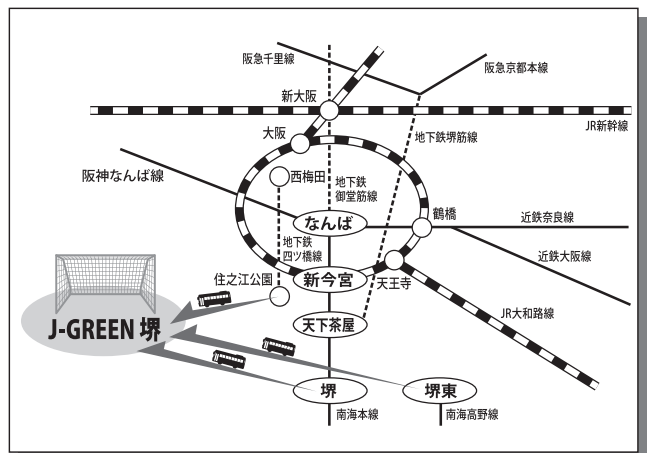 阪急千里線
阪急京都本線
新大阪
JR新幹線
大阪
地下鉄堺筋線
阪神なんば線
西梅田
地下鉄
御堂筋線
鶴橋
なんば
近鉄奈良線
地下鉄
四ツ橋線
近鉄大阪線
住之江公園
新今宮
天王寺
J-GREEN 堺
天下茶屋
JR大和路線
堺
堺東
南海本線
南海高野線